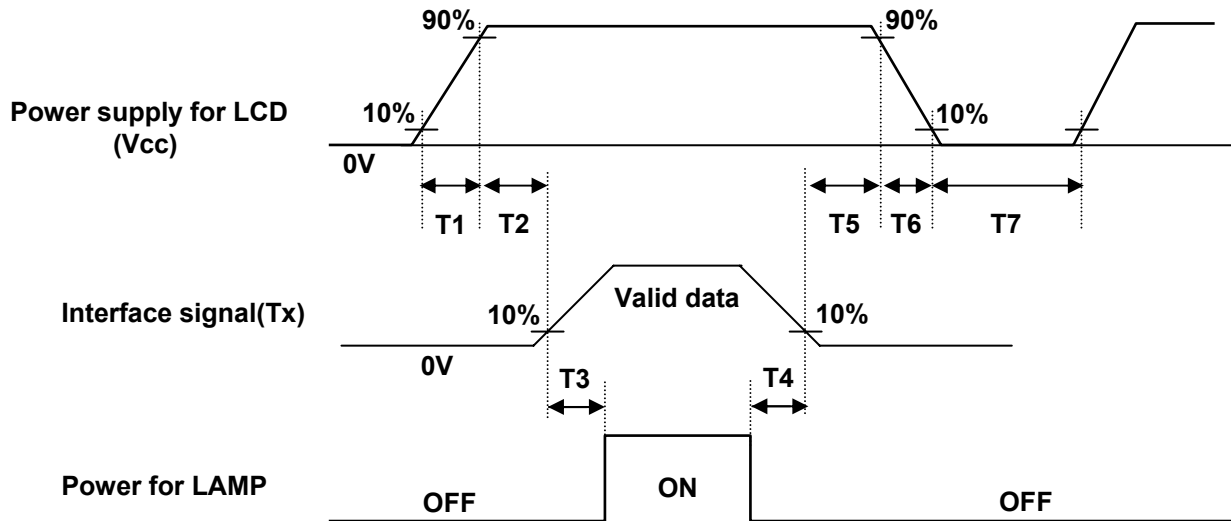 90%
90%
Power supply for LCD
(Vcc)
10%
10%
0V
T1
T2
T5
T6
T7
Interface signal(Tx)
Valid data
10%
10%
0V
T3
T4
Power for LAMP
OFF
ON
OFF